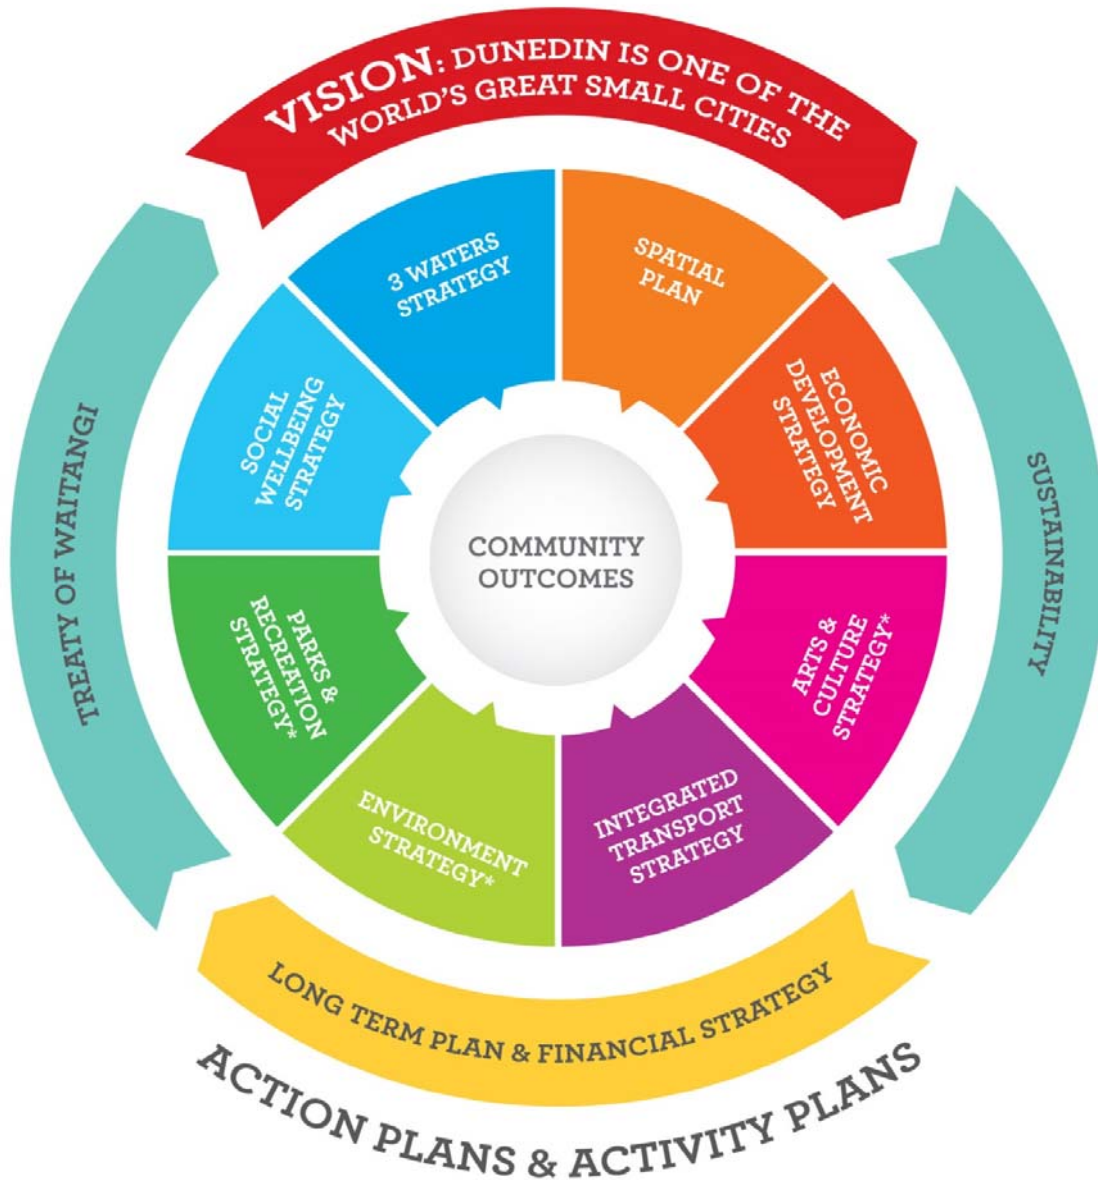 VISION: DUNEDIN IS ONE OF THE
WORLD'S GREAT SMALL CITIES
3 WATERS
STRATEGY
SPATIAL
PLAN
ECONOMIC
DEVELOPMENT
STRATEGY
ARTS &
CULTURE
STRATEGY*
INTEGRATED
TRANSPORT
STRATEGY
ENVIRONMENT
STRATEGY*
PARKS &
RECREATION
STRATEGY*
SOCIAL
WELLBEING
STRATEGY
COMMUNITY
OUTCOMES
SUSTAINABILITY
TREATY OF WAITANGI
LONG TERM PLAN & FINANCIAL STRATEGY
ACTION PLANS & ACTIVITY PLANS